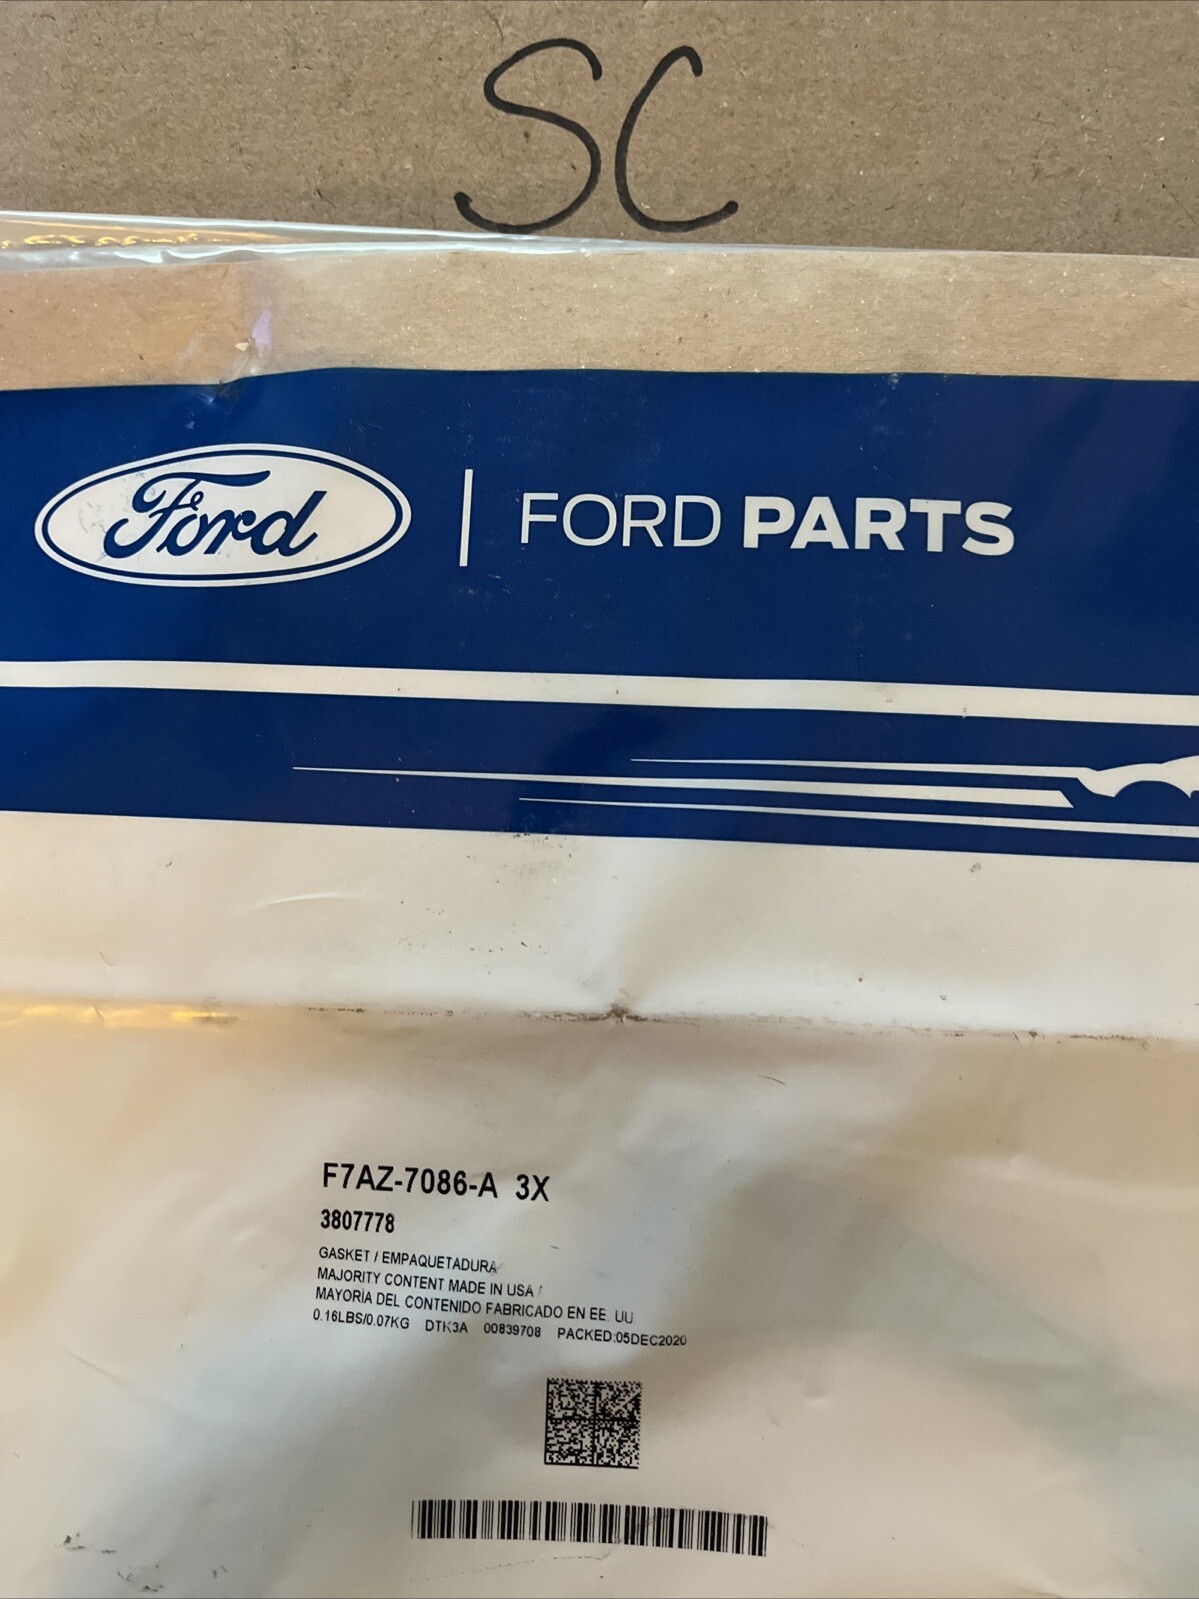 SC
Ford | FORD PARTS
F7AZ-7086-A 3X
3807778
GASKET / EMPAQUETADURA
MAJORITY CONTENT MADE IN USA /
MAYORIA DEL CONTENIDO FABRICADO EN EE. UU
0.16LBS/0.07KG DTK3A 00839708 PACKED:05DEC2020